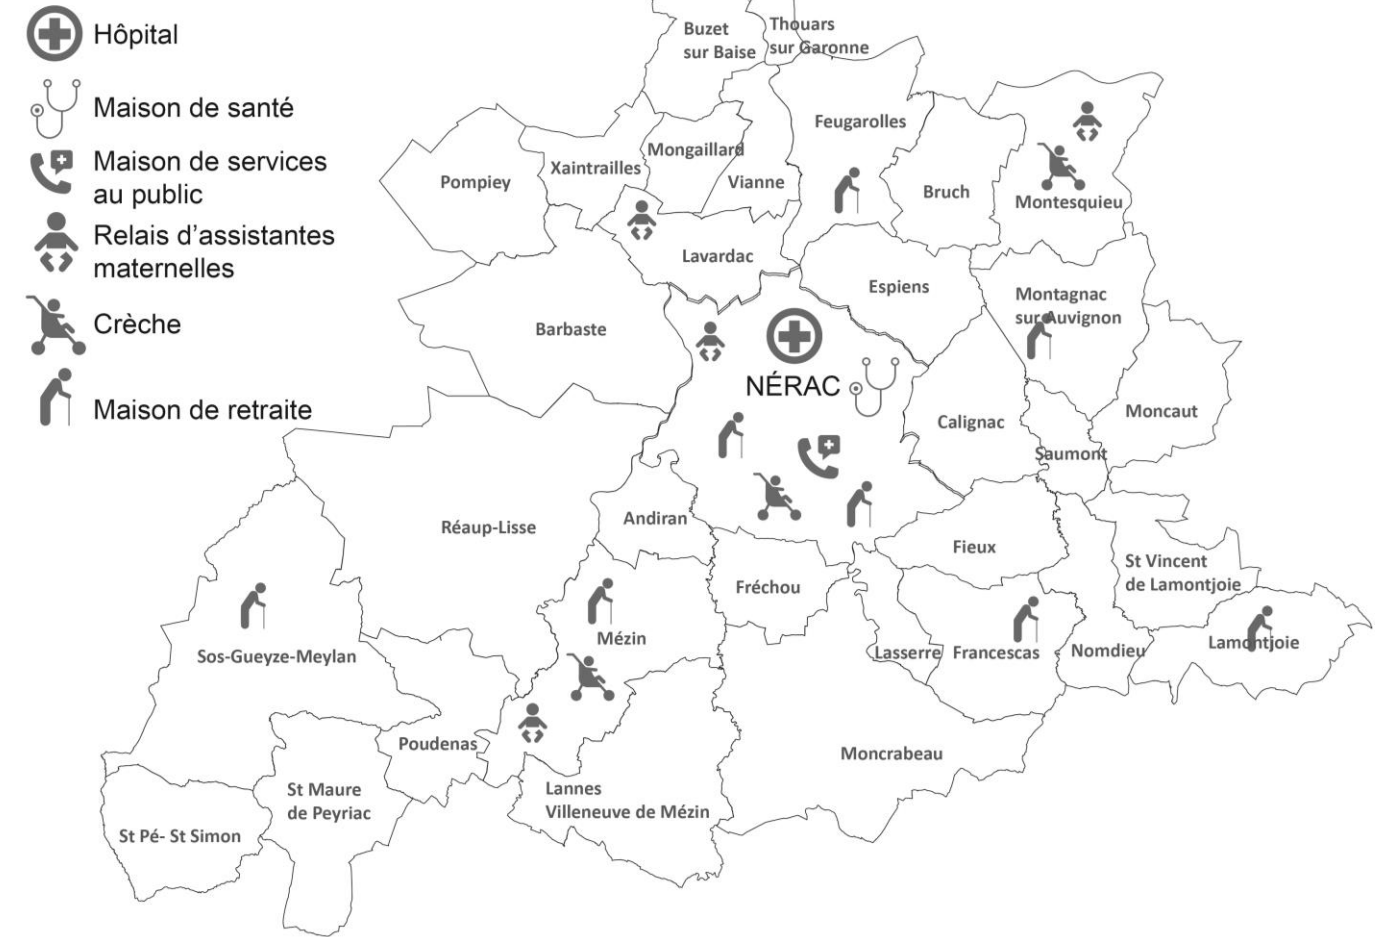 Hôpital
Maison de santé
Maison de services
au public
Relais d’assistantes
maternelles
Crèche
Maison de retraite
Buzet
sur Baise
Thouars
sur Garonne
Feugarolles
Mongaillard
Xaintrailles
Pompiey
Vianne
Bruch
Montesquieu
Lavardac
Espiens
Montagnac
sur Auvignon
Barbaste
NÉRAC
Calignac
Moncaut
Saumont
Réaup-Lisse
Andiran
Fieux
Fréchou
St Vincent
de Lamontjoie
Mézin
Lasserre
Francescas
Nomdieu
Lamontjoie
Sos-Gueyze-Meylan
Poudenas
Moncrabeau
St Maure
de Peyriac
Lannes
Villeneuve de Mézin
St Pé- St Simon